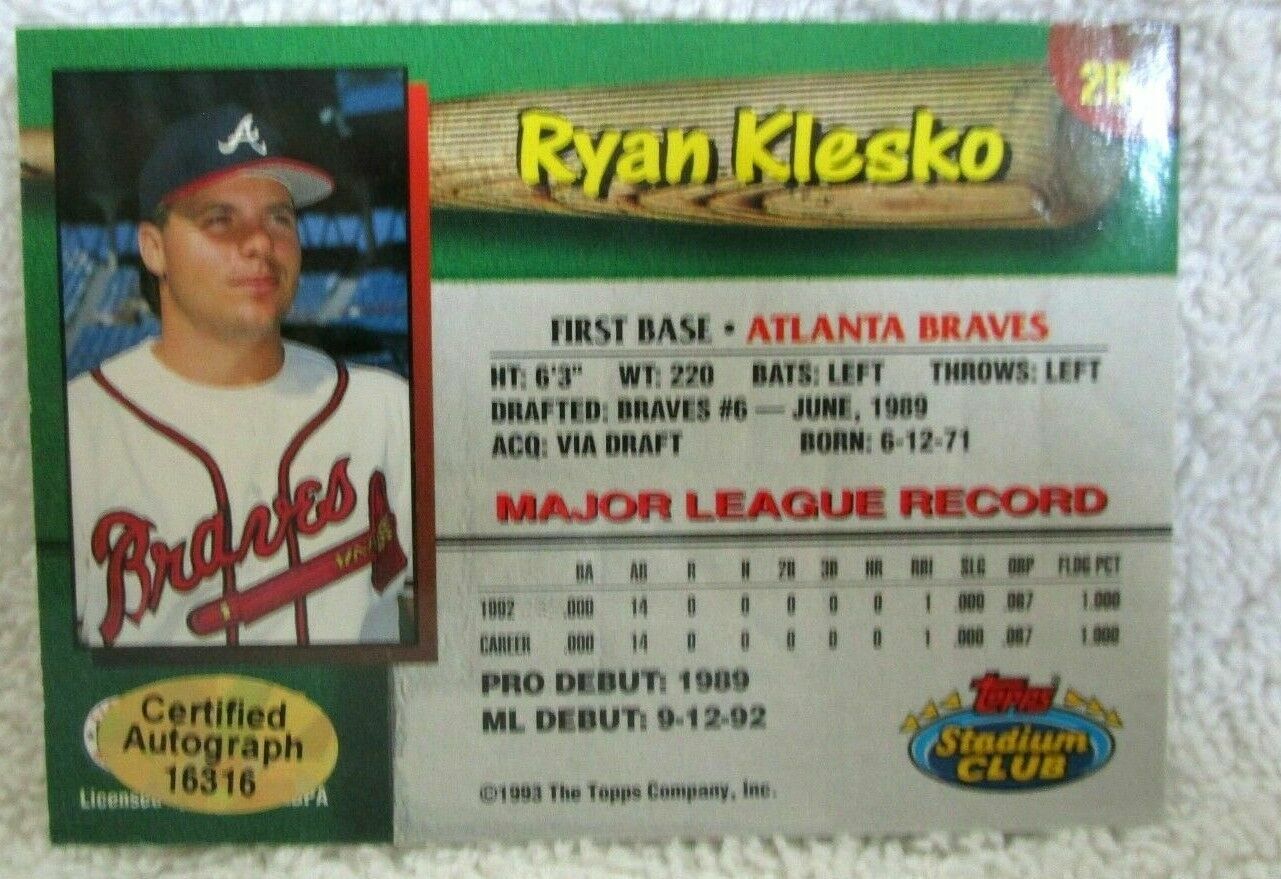 A
Ryan Klesko
FIRST BASE • ATLANTA BRAVES
HT: 6'3" WT: 220 BATS: LEFT THROWS: LEFT
DRAFTED: BRAVES #6 — JUNE, 1989
ACQ: VIA DRAFT BORN: 6-12-71
MAJOR LEAGUE RECORD
BA AB R H 2B 3B HR RBI SLG OBP FLDG PCT
1992 .000 14 0 0 0 0 0 1 .000 .067 1.000
CAREER .000 14 0 0 0 0 0 1 .000 .067 1.000
PRO DEBUT: 1989
ML DEBUT: 9-12-92
©1993 The Topps Company, Inc.
Topps
Stadium
CLUB
Braves
Certified
Autograph
16316
Licensed